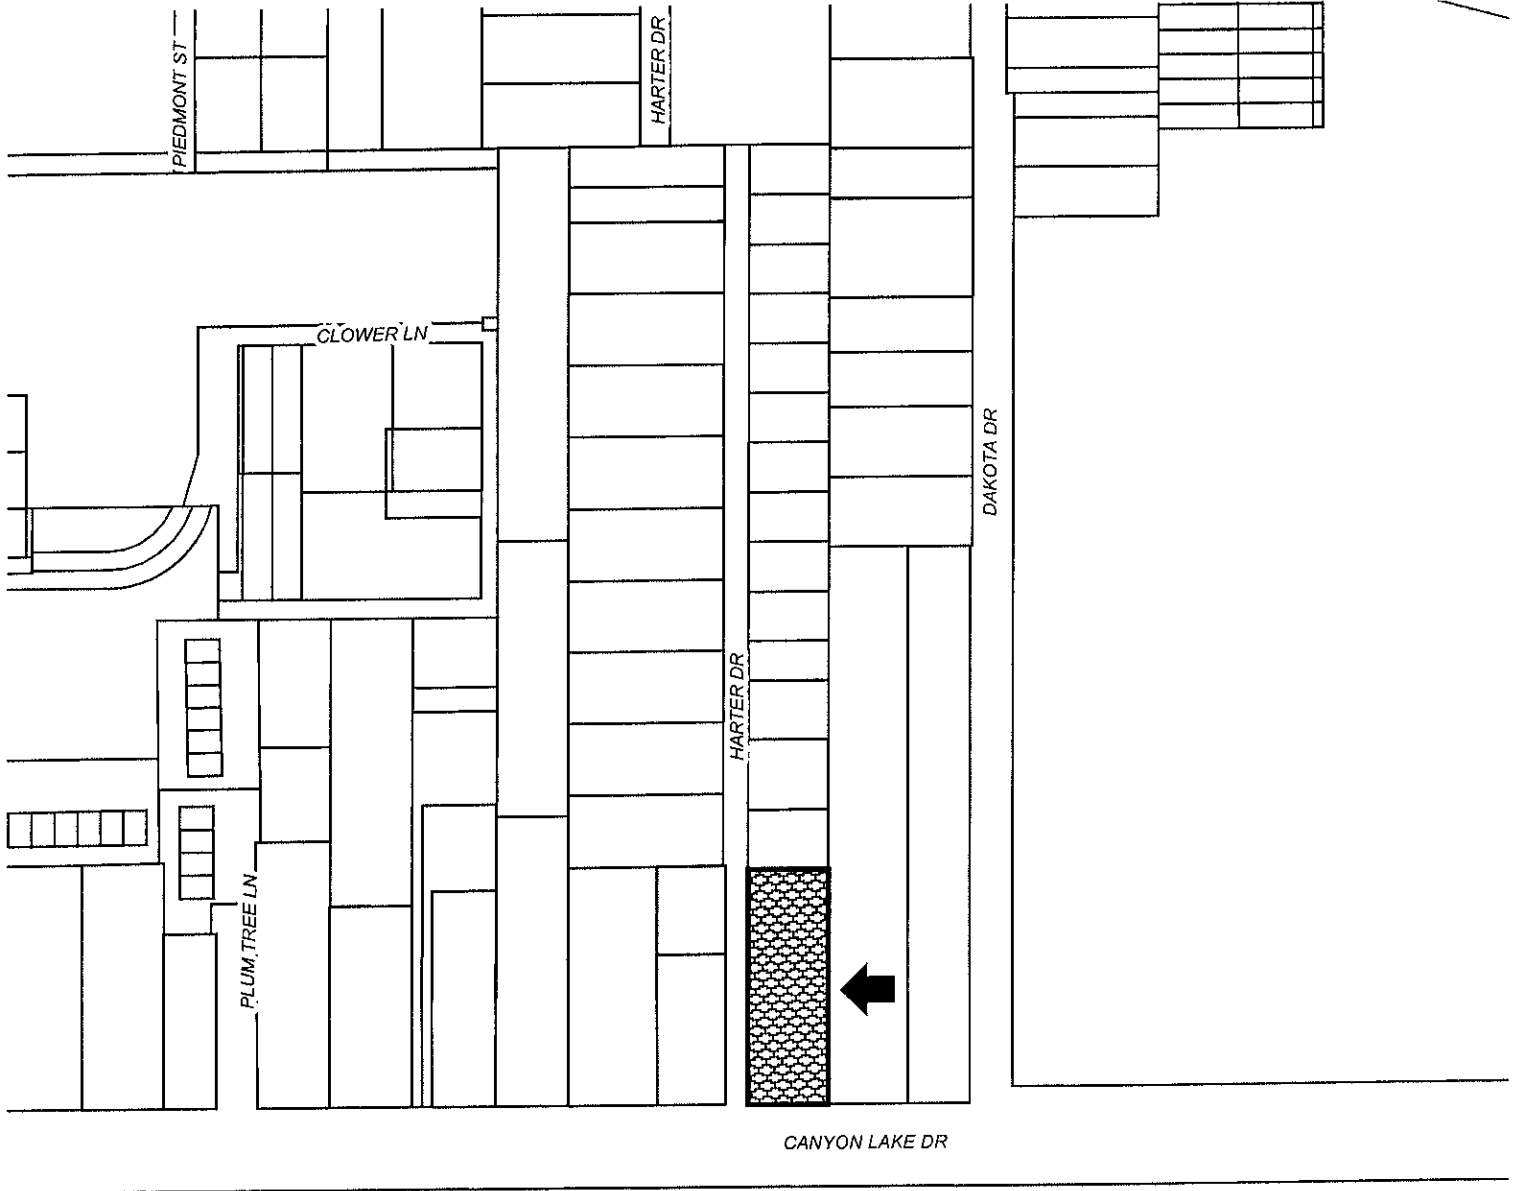 PIEDMONT ST
HARTER DR
CLOWER LN
DAKOTA DR
HARTER DR
PLUM TREE LN
CANYON LAKE DR